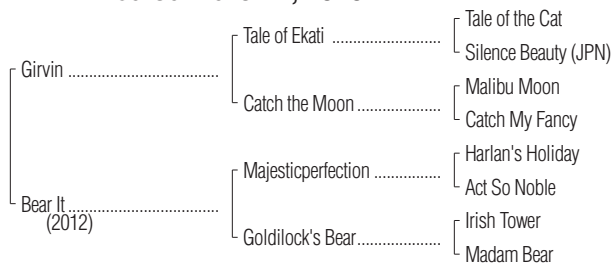 Girvin
Tale of Ekati
Tale of the Cat
Silence Beauty (JPN)
Catch the Moon
Malibu Moon
Catch My Fancy
Bear It
(2012)
Majesticperfection
Harlan's Holiday
Act So Noble
Goldilock's Bear
Irish Tower
Madam Bear